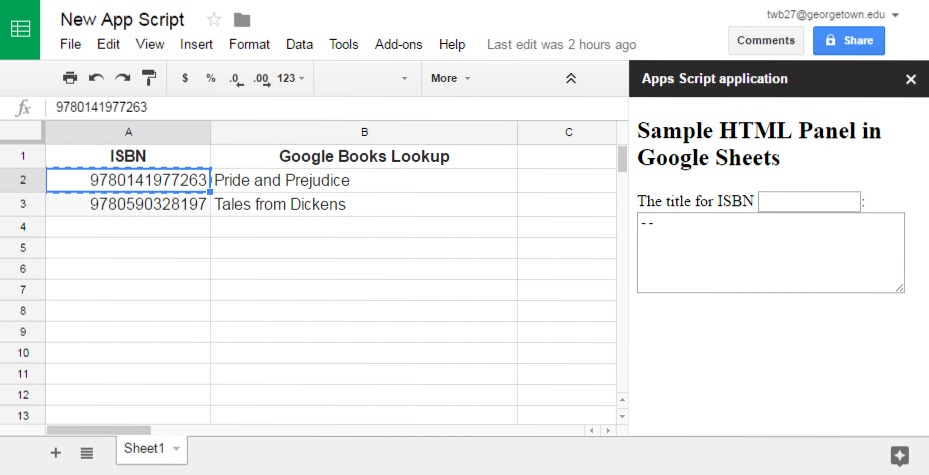 New App Script
twb27@georgetown.edu
File Edit View Insert Format Data Tools Add-ons Help Last edit was 2 hours ago
Comments Share
$ % .0 .00 123 More
Apps Script application ×
fx 9780141977263
A B C
1 ISBN Google Books Lookup
2 9780141977263 Pride and Prejudice
3 9780590328197 Tales from Dickens
4
5
6
7
8
9
10
11
12
13
Sample HTML Panel in
Google Sheets
The title for ISBN :
--
+ Sheet1